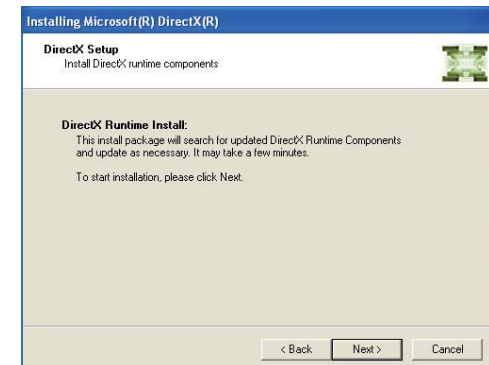 Installing Microsoft(R) DirectX(R)
DirectX Setup
Install DirectX runtime components
DirectX Runtime Install:
This install package will search for updated DirectX Runtime Components
and update as necessary. It may take a few minutes.
To start installation, please click Next.
< Back Next > Cancel